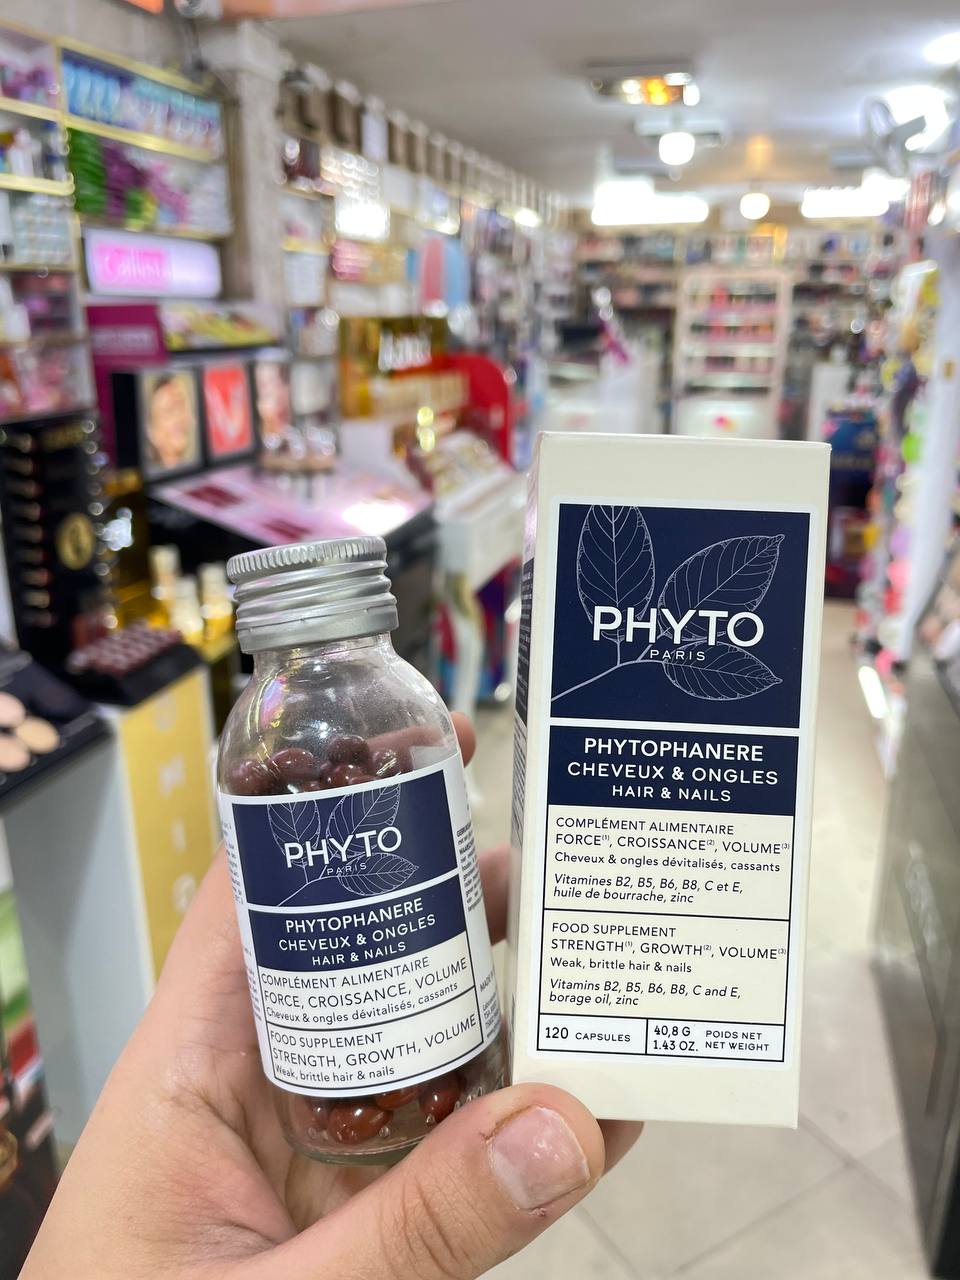 PHYTO
PARIS
PHYTOPHANERE
CHEVEUX & ONGLES
HAIR & NAILS
COMPLÉMENT ALIMENTAIRE
FORCE, CROISSANCE, VOLUME
Cheveux & ongles dévitalisés, cassants
FOOD SUPPLEMENT
STRENGTH, GROWTH, VOLUME
Weak, brittle hair & nails
PHYTO
PARIS
PHYTOPHANERE
CHEVEUX & ONGLES
HAIR & NAILS
COMPLÉMENT ALIMENTAIRE
FORCE(1), CROISSANCE(2), VOLUME(3)
Cheveux & ongles dévitalisés, cassants
Vitamines B2, B5, B6, B8, C et E,
huile de bourrache, zinc
FOOD SUPPLEMENT
STRENGTH(1), GROWTH(2), VOLUME(3)
Weak, brittle hair & nails
Vitamins B2, B5, B6, B8, C and E,
borage oil, zinc
120 CAPSULES
40,8 G POIDS NET
1.43 OZ. NET WEIGHT